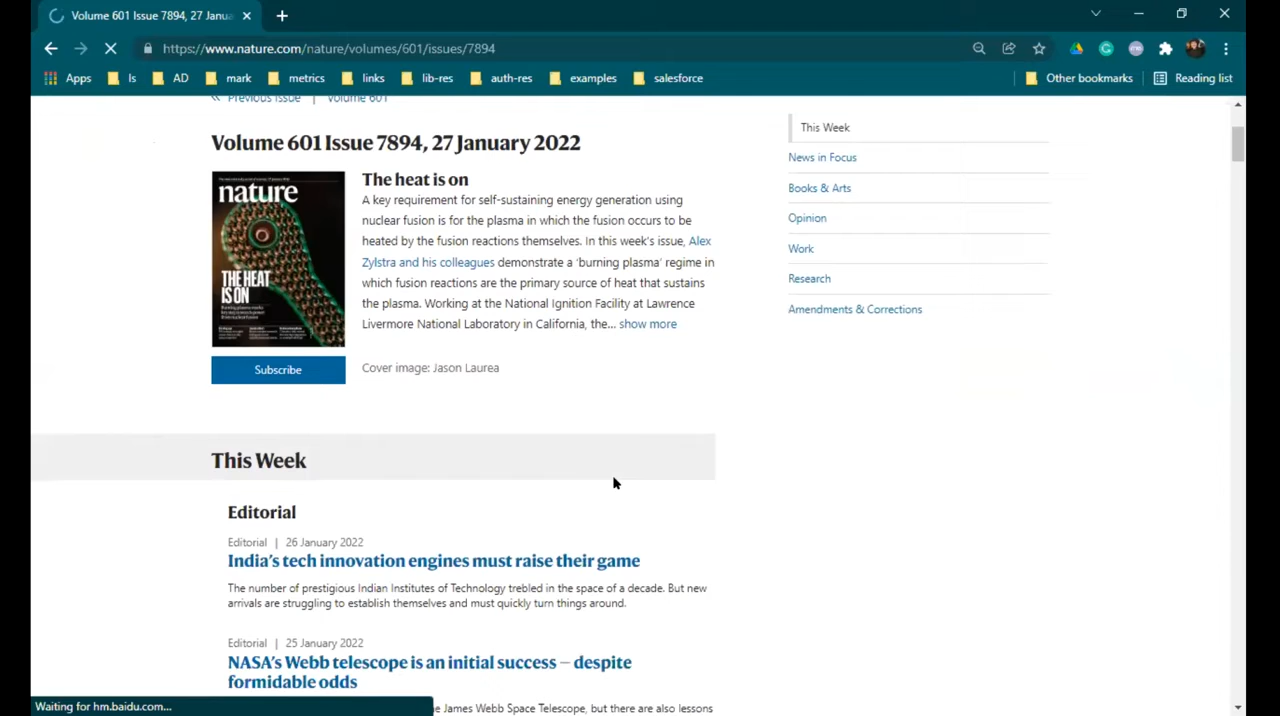 Volume 601 Issue 7894, 27 Janua
https://www.nature.com/nature/volumes/601/issues/7894
Apps ls AD mark metrics links lib-res auth-res examples salesforce Other bookmarks Reading list
« Previous Issue | Volume 601
Volume 601 Issue 7894, 27 January 2022
nature
THE HEAT
IS ON
Subscribe
The heat is on
A key requirement for self-sustaining energy generation using
nuclear fusion is for the plasma in which the fusion occurs to be
heated by the fusion reactions themselves. In this week's issue, Alex
Zylstra and his colleagues demonstrate a 'burning plasma' regime in
which fusion reactions are the primary source of heat that sustains
the plasma. Working at the National Ignition Facility at Lawrence
Livermore National Laboratory in California, the... show more
Cover image: Jason Laurea
This Week
News in Focus
Books & Arts
Opinion
Work
Research
Amendments & Corrections
This Week
Editorial
Editorial | 26 January 2022
India's tech innovation engines must raise their game
The number of prestigious Indian Institutes of Technology trebled in the space of a decade. But new
arrivals are struggling to establish themselves and must quickly turn things around.
Editorial | 25 January 2022
NASA's Webb telescope is an initial success – despite
formidable odds
e James Webb Space Telescope, but there are also lessons
Waiting for hm.baidu.com...